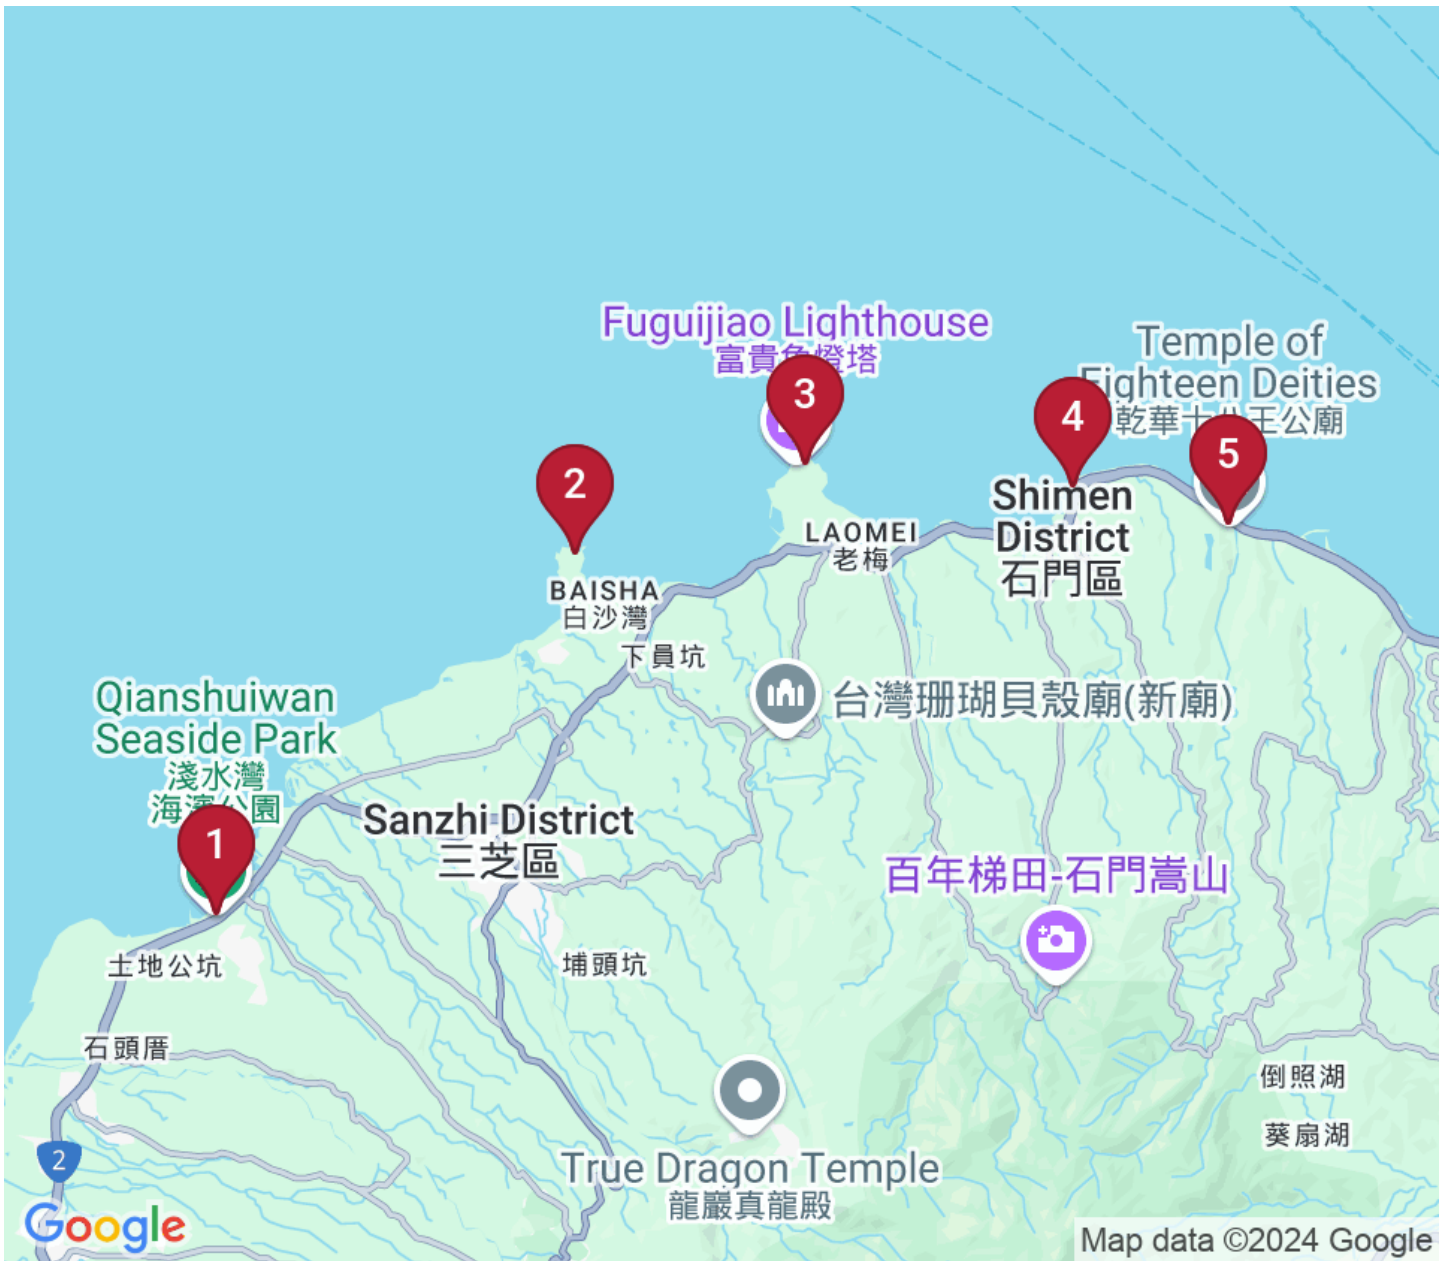 Fuguijiao Lighthouse
富貴角燈塔
3
Temple of
Eighteen Deities
乾華十八王公廟
4
5
2
Shimen
District
石門區
LAOMEI
老梅
BAISHA
白沙灣
下員坑
台灣珊瑚貝殼廟(新廟)
Qianshuiwan
Seaside Park
淺水灣
海濱公園
1
Sanzhi District
三芝區
百年梯田-石門嵩山
土地公坑
埔頭坑
石頭厝
倒照湖
葵扇湖
2
True Dragon Temple
龍巖真龍殿
Google
Map data ©2024 Google